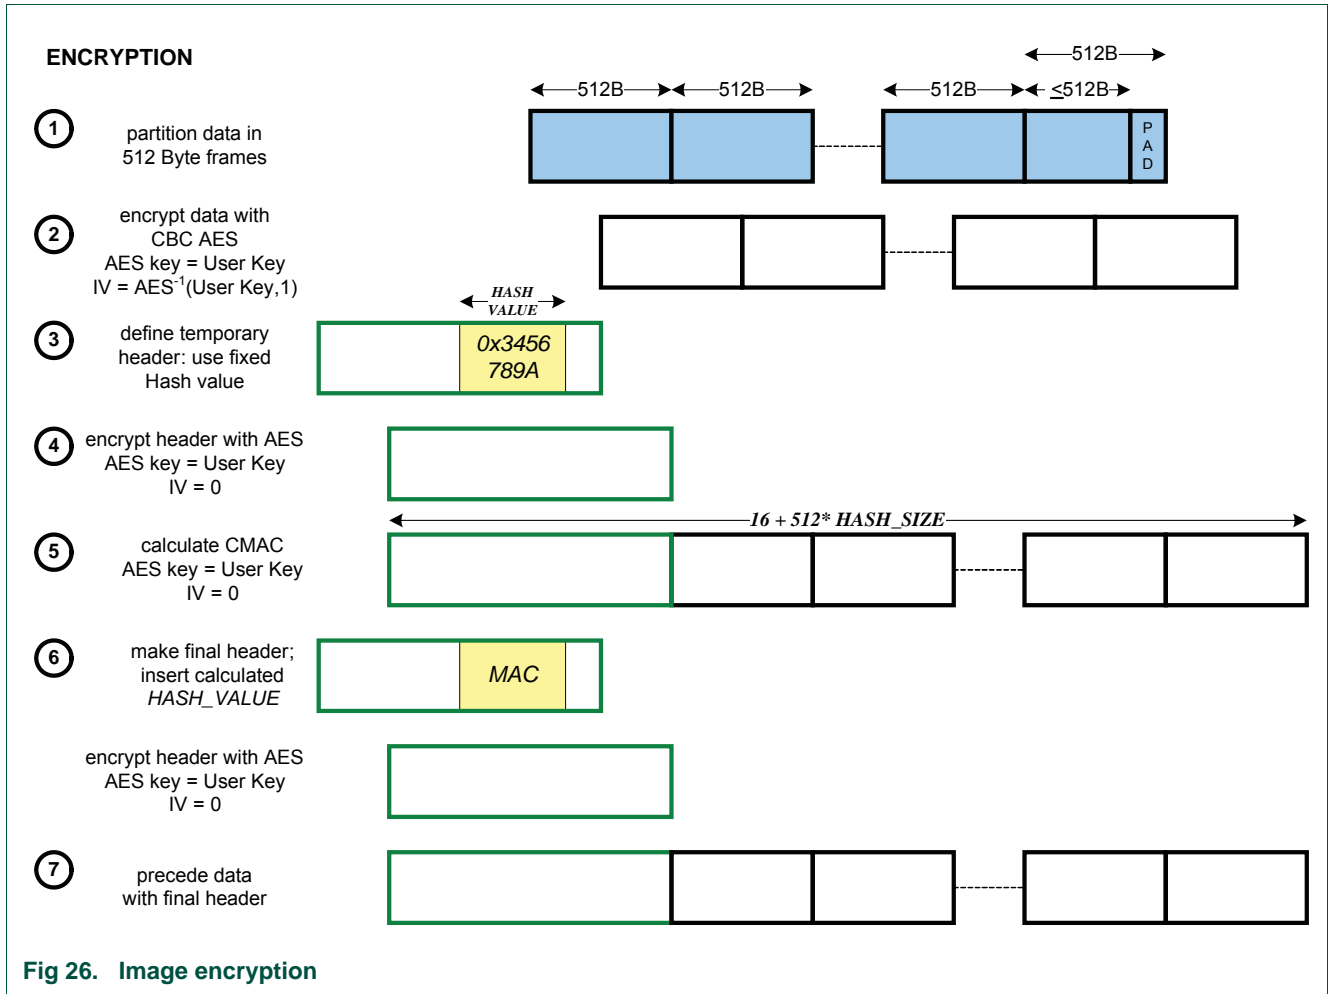 ENCRYPTION
512B
512B
512B
512B
≤512B
1
partition data in
512 Byte frames
P
A
D
2
encrypt data with
CBC AES
AES key = User Key
IV = AES-1(User Key,1)
HASH
VALUE
3
define temporary
header: use fixed
Hash value
0x3456
789A
4
encrypt header with AES
AES key = User Key
IV = 0
16 + 512* HASH_SIZE
5
calculate CMAC
AES key = User Key
IV = 0
6
make final header;
insert calculated
HASH_VALUE
MAC
encrypt header with AES
AES key = User Key
IV = 0
7
precede data
with final header
Fig 26. Image encryption